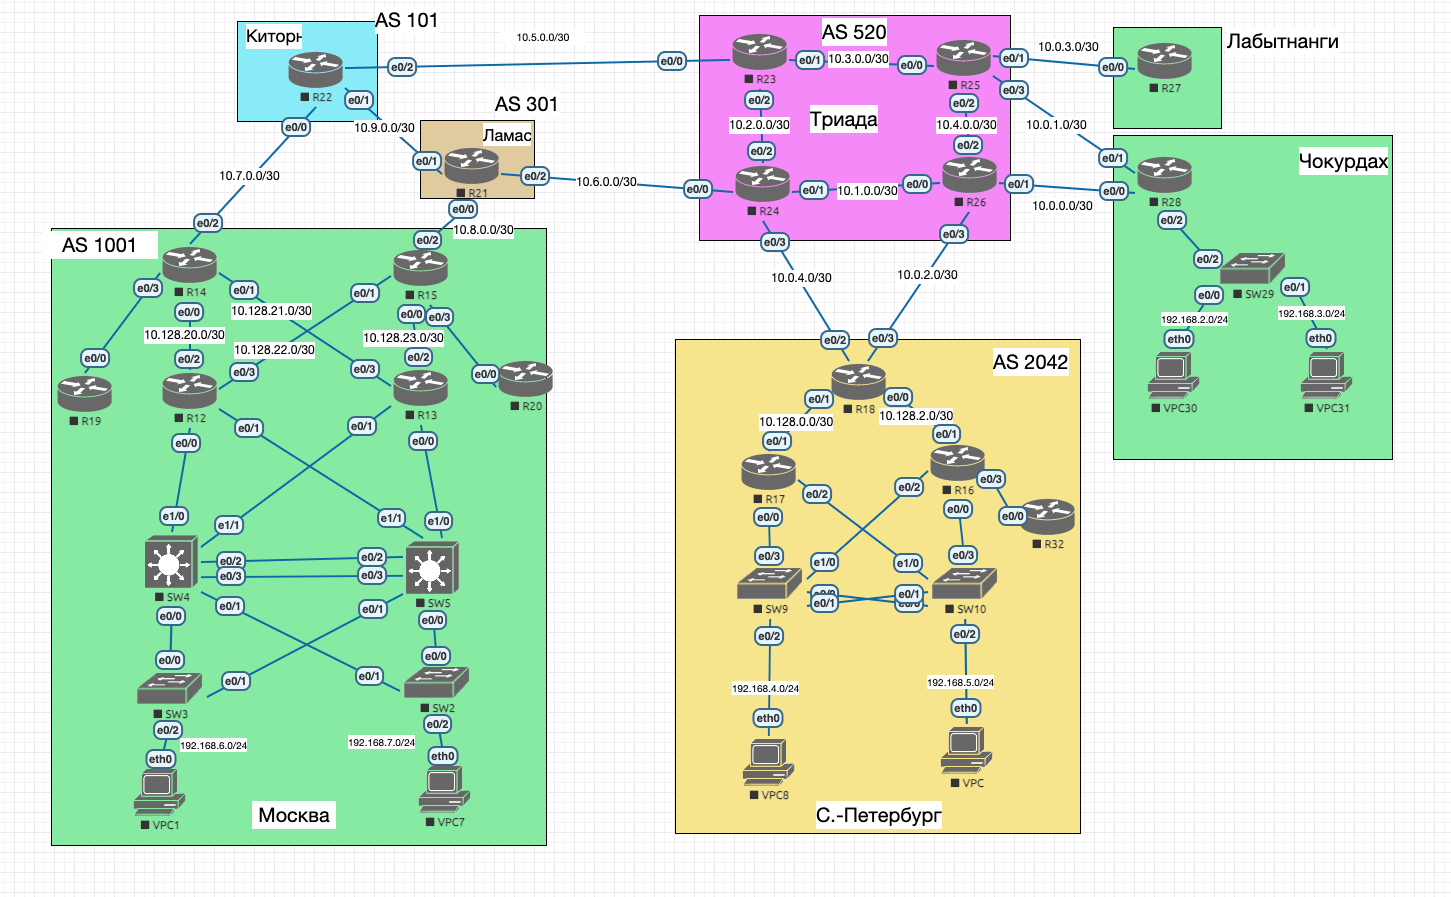 AS 101
Киторн
R22
e0/2
e0/1
e0/0
10.5.0.0/30
10.9.0.0/30
10.7.0.0/30
AS 301
Ламас
e0/1
R21
e0/2
e0/0
10.6.0.0/30
10.8.0.0/30
AS 520
e0/0
R23
e0/1
10.3.0.0/30
e0/0
R25
e0/1
e0/3
e0/2
e0/2
10.2.0.0/30
Триада
10.4.0.0/30
e0/2
e0/2
e0/0
R24
e0/1
10.1.0.0/30
e0/0
R26
e0/1
e0/3
e0/3
10.0.3.0/30
e0/0
R27
Лабытнанги
10.0.1.0/30
10.0.0.0/30
Чокурдах
e0/1
e0/0
R28
e0/2
e0/2
SW29
e0/0
e0/1
192.168.2.0/24
192.168.3.0/24
eth0
eth0
VPC30
VPC31
10.0.4.0/30
10.0.2.0/30
AS 1001
e0/2
R14
e0/3
e0/1
e0/0
10.128.21.0/30
10.128.20.0/30
10.128.22.0/30
e0/2
R15
e0/1
e0/0
e0/3
10.128.23.0/30
e0/0
R19
e0/2
R12
e0/3
e0/3
e0/2
R13
e0/0
R20
e0/0
e0/1
e0/1
e0/0
e1/0
e1/1
e1/1
e1/0
e0/2
e0/2
e0/3
e0/3
SW4
SW5
e0/0
e0/1
e0/1
e0/0
e0/0
e0/1
e0/1
e0/0
SW3
SW2
e0/2
192.168.6.0/24
192.168.7.0/24
e0/2
eth0
eth0
VPC1
VPC7
Москва
AS 2042
e0/2
e0/3
R18
e0/1
e0/0
10.128.0.0/30
10.128.2.0/30
e0/1
e0/1
R17
R16
e0/2
e0/2
e0/3
e0/0
e0/0
e0/0
R32
e0/3
e1/0
e1/0
e0/3
SW9
e0/0
e0/1
e0/1
e0/0
SW10
e0/2
e0/2
192.168.4.0/24
192.168.5.0/24
eth0
eth0
VPC8
VPC
С.-Петербург